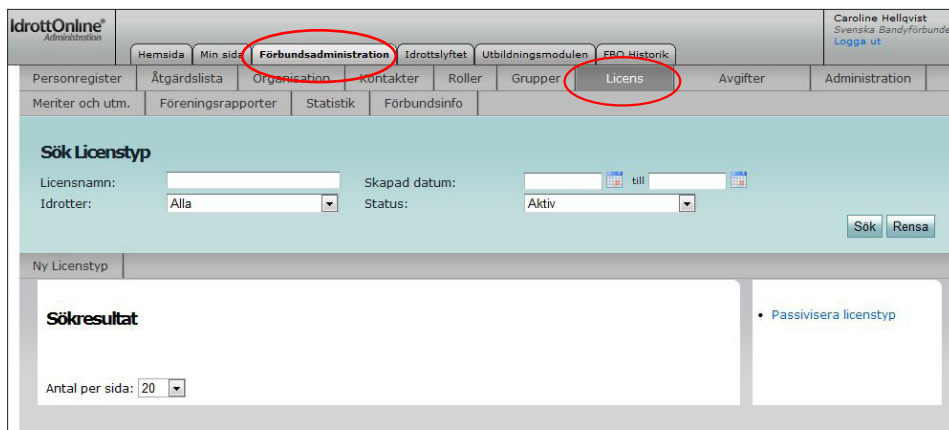 IdrottOnline®
Administration
Caroline Hellqvist
Svenska Bandyförbunde
Logga ut
Hemsida Min sida Förbundsadministration Idrottslyftet Utbildningsmodulen FBO Historik
Personregister Åtgärdslista Organisation Kontakter Roller Grupper Licens Avgifter Administration
Meriter och utm. Föreningsrapporter Statistik Förbundsinfo
Sök Licenstyp
Licensnamn: Skapad datum: till
Idrotter: Alla Status: Aktiv
Sök Rensa
Ny Licenstyp
Sökresultat
• Passivisera licenstyp
Antal per sida: 20